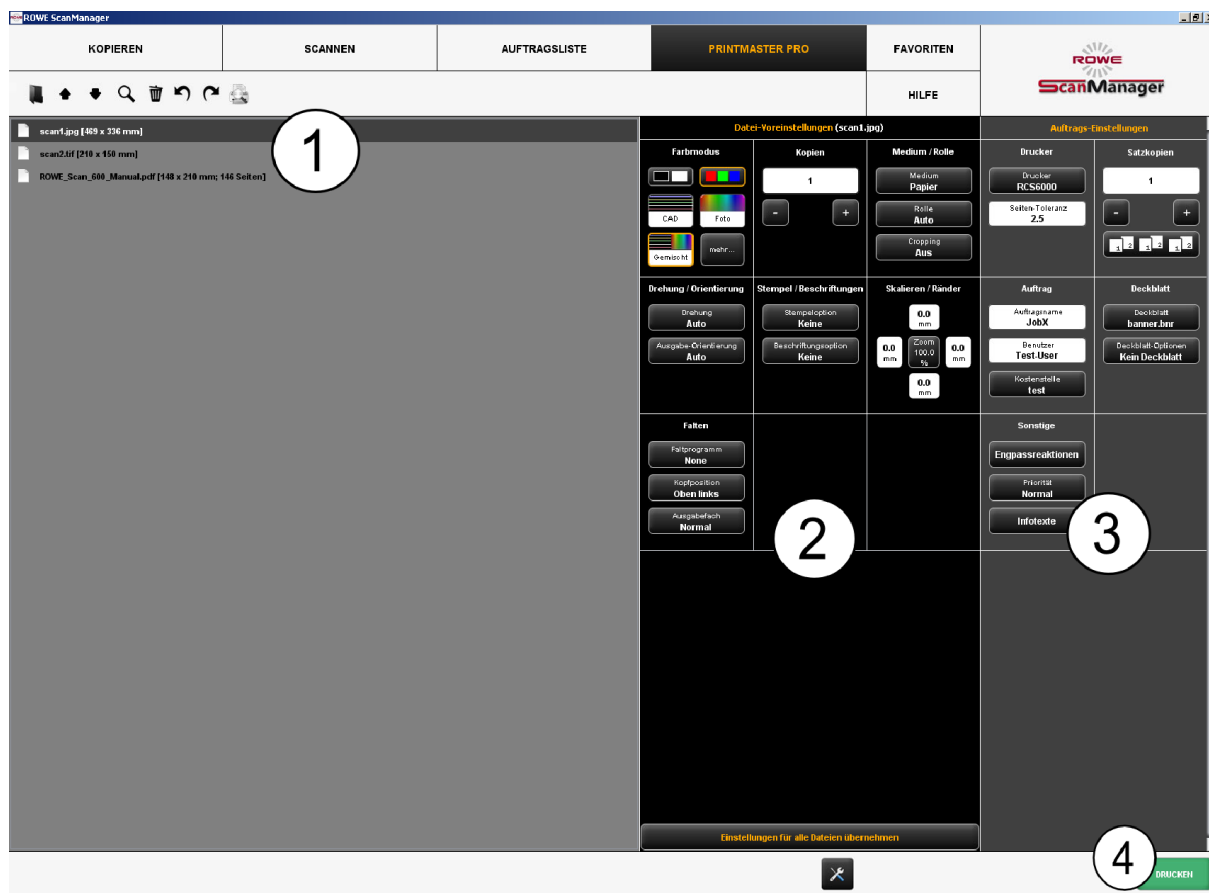 ROWE ScanManager
KOPIEREN
SCANNEN
AUFTRAGSLISTE
PRINTMASTER PRO
FAVORITEN
HILFE
ROWE
ScanManager
scan1.jpg [469 x 336 mm]
scan2.tif [210 x 150 mm]
ROWE_Scan_600_Manual.pdf [148 x 210 mm; 146 Seiten]
1
Datei-Voreinstellungen (scan1.jpg)
Farbmodus
CAD
Foto
Gemischt
mehr...
Kopien
1
-
+
Medium / Rolle
Medium
Papier
Rolle
Auto
Cropping
Aus
Drehung / Orientierung
Drehung
Auto
Ausgabe-Orientierung
Auto
Stempel / Beschriftungen
Stempeloption
Keine
Beschriftungsoption
Keine
Skalieren / Ränder
0.0
mm
0.0
mm
Zoom
100.0
%
0.0
mm
0.0
mm
Falten
Faltprogramm
None
Kopfposition
Oben links
Ausgabefach
Normal
2
Einstellungen für alle Dateien übernehmen
Auftrags-Einstellungen
Drucker
Drucker
RCS6000
Seiten-Toleranz
2.5
Satzkopien
1
-
+
1 2 1 2 1 2
Auftrag
Auftragsname
JobX
Benutzer
Test-User
Kostenstelle
test
Deckblatt
Deckblatt
banner.bnr
Deckblatt-Optionen
Kein Deckblatt
Sonstige
Engpassreaktionen
Priorität
Normal
Infotexte
3
4
DRUCKEN